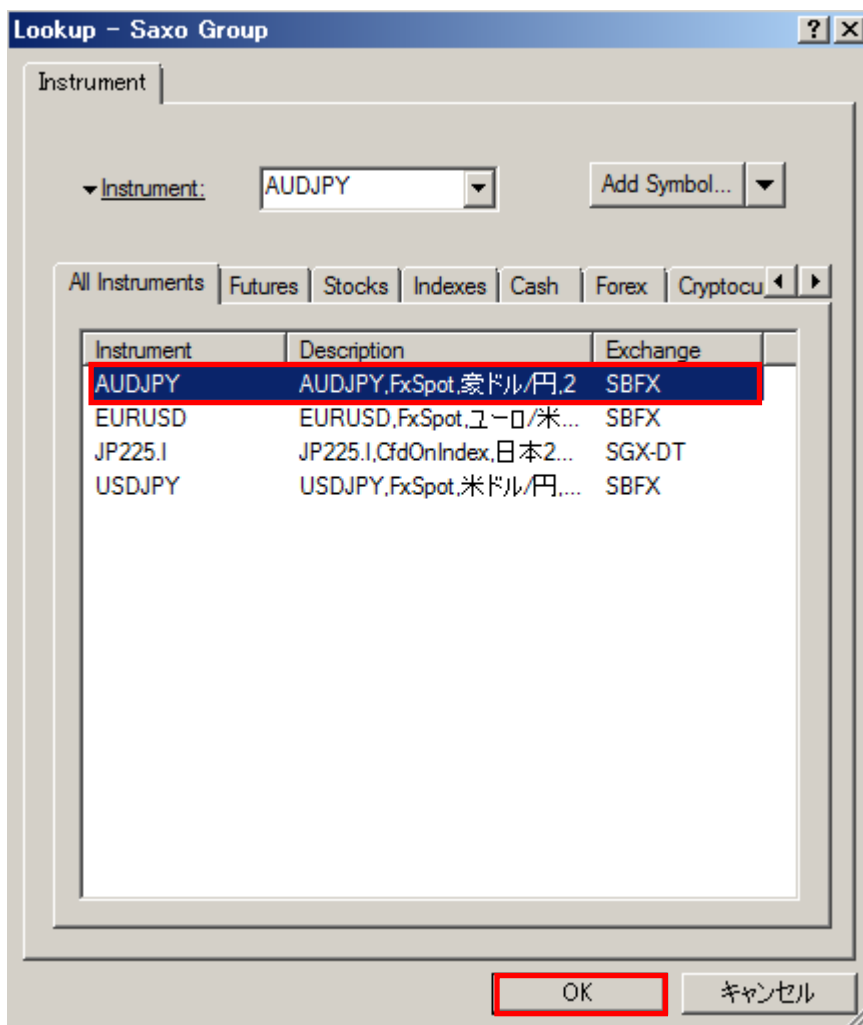 Lookup - Saxo Group
Instrument
Instrument: AUDJPY Add Symbol...
All Instruments Futures Stocks Indexes Cash Forex Cryptocu
Instrument Description Exchange
AUDJPY AUDJPY,FxSpot,豪ドル/円,2 SBFX
EURUSD EURUSD,FxSpot,ユーロ/米... SBFX
JP225.I JP225.I,CfdOnIndex,日本2... SGX-DT
USDJPY USDJPY,FxSpot,米ドル/円,... SBFX
OK キャンセル